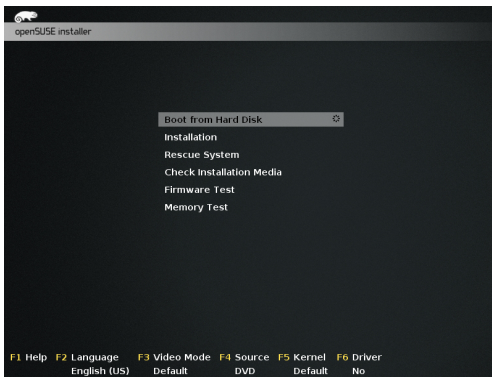 openSUSE installer
Boot from Hard Disk
Installation
Rescue System
Check Installation Media
Firmware Test
Memory Test
F1 Help F2 Language F3 Video Mode F4 Source F5 Kernel F6 Driver
English (US) Default DVD Default No